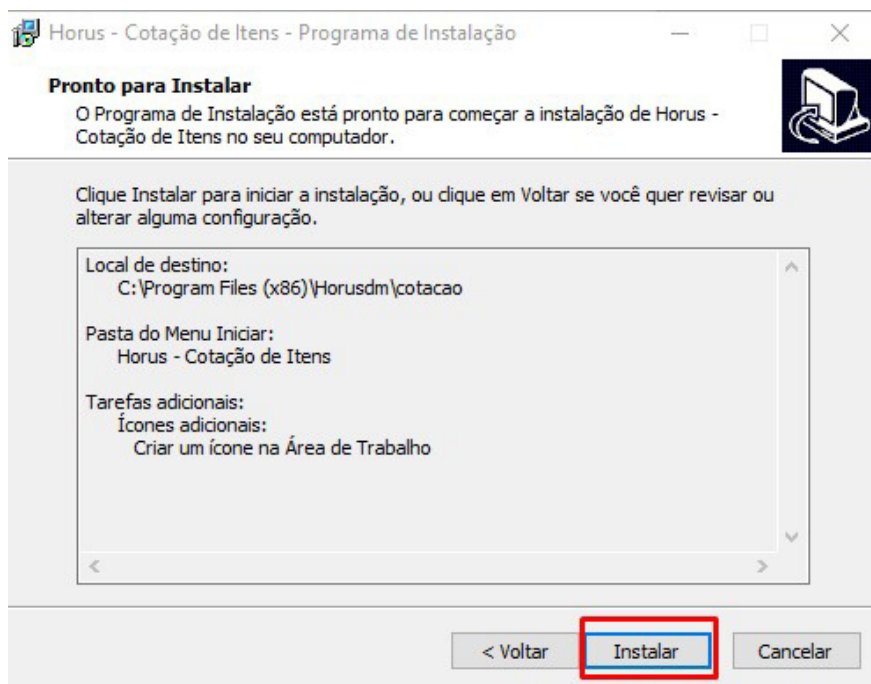 Horus - Cotação de Itens - Programa de Instalação
Pronto para Instalar
O Programa de Instalação está pronto para começar a instalação de Horus -
Cotação de Itens no seu computador.
Clique Instalar para iniciar a instalação, ou clique em Voltar se você quer revisar ou
alterar alguma configuração.
Local de destino:
C:\Program Files (x86)\Horusdm\cotacao
Pasta do Menu Iniciar:
Horus - Cotação de Itens
Tarefas adicionais:
Ícones adicionais:
Criar um ícone na Área de Trabalho
< Voltar
Instalar
Cancelar